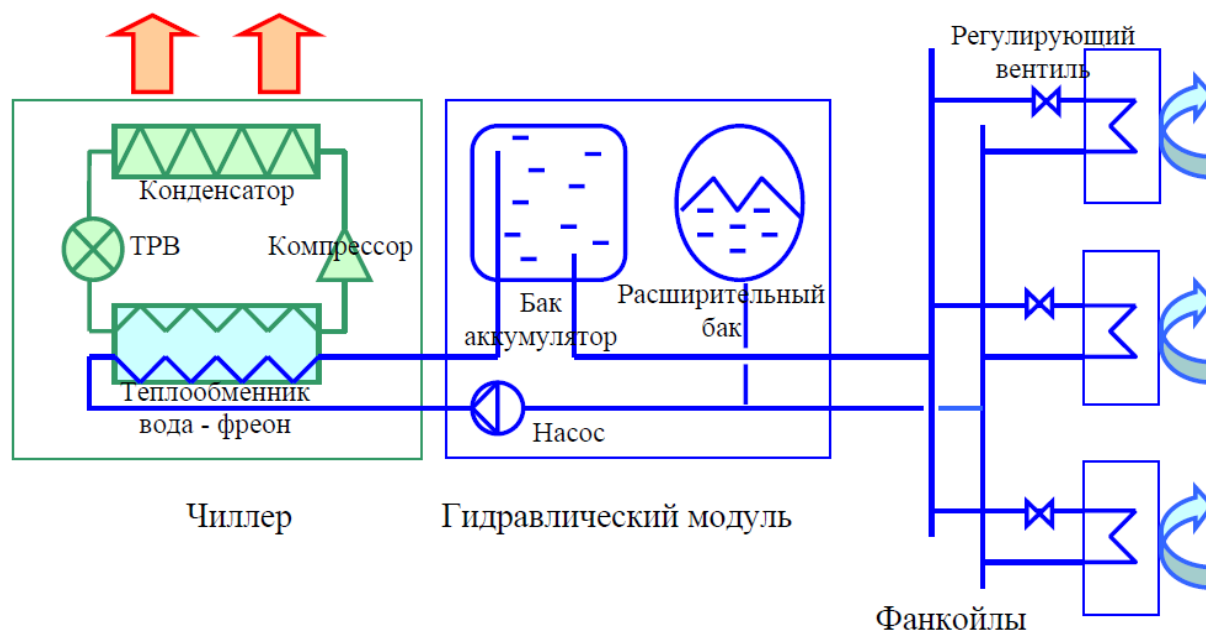 Регулирующий
вентиль
Конденсатор
ТРВ
Компрессор
Бак
аккумулятор
Расширительный
бак
Теплообменник
вода - фреон
Насос
Чиллер
Гидравлический модуль
Фанкойлы